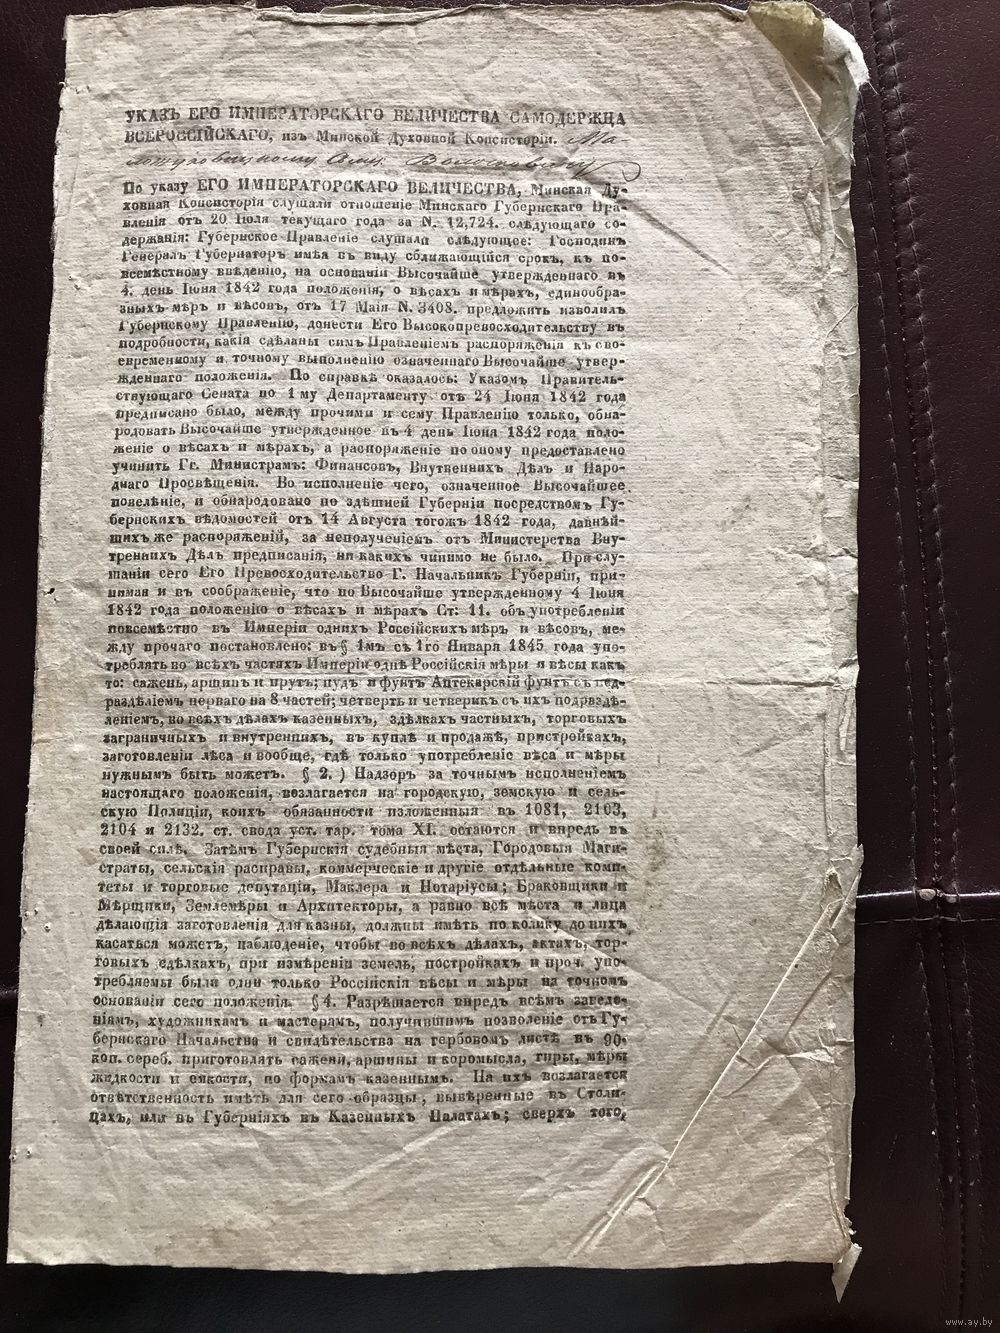 УКАЗЪ ЕГО ИМПЕРАТОРСКАГО ВЕЛИЧЕСТВА САМОДЕРЖЦА
ВСЕРОССІЙСКАГО, изъ Минской Духовной Консисторіи.
По указу ЕГО ИМПЕРАТОРСКАГО ВЕЛИЧЕСТВА, Минская Ду-
ховная Консисторія слушали отношеніе Минскаго Губернскаго Пра-
вленія отъ 20 Іюля текущаго года за N. 12,724. слѣдующаго со-
держанія: Губернское Правленіе слушали слѣдующее: Господинъ
Генералъ Губернаторъ имѣя въ виду сближающійся срокъ, къ по-
всемѣстному введенію, на основаніи Высочайше утвержденнаго въ
4. день Іюня 1842 года положенія, о вѣсахъ и мѣрахъ, единообра-
зныхъ мѣръ и вѣсовъ, отъ 17 Маія N. 3408. предложить изволилъ
Губернскому Правленію, донести Его Высокопревосходительству въ
подробности, какія сдѣланы симъ Правленіемъ распоряженія къ сво-
евременному и точному выполненію означеннаго Высочайше утвер-
жденнаго положенія. По справкѣ оказалось: Указомъ Правитель-
ствующаго Сената по 1му Департаменту отъ 24 Іюня 1842 года
предписано было, между прочими и сему Правленію только, обна-
родовать Высочайше утвержденное въ 4 день Іюня 1842 года поло-
женіе о вѣсахъ и мѣрахъ, а распоряженіе по оному предоставлено
учинить Гг. Министрамъ: Финансовъ, Внутреннихъ Дѣлъ и Наро-
днаго Просвѣщенія. Во исполненіе чего, означенное Высочайшее
повелѣніе, и обнародовано по здѣшней Губерніи посредствомъ Гу-
бернскихъ вѣдомостей отъ 14 Августа тогожъ 1842 года, данѣй-
шихъ же распоряженій, за неполученіемъ отъ Министерства Вну-
треннихъ Дѣлъ предписанія, ни какихъ чинимо не было. При слу-
шаніи сего Его Превосходительство Г. Начальникъ Губерніи, при-
нимая и въ соображеніе, что по Высочайше утвержденному 4 Іюня
1842 года положенію о вѣсахъ и мѣрахъ Ст: 11. объ употребленіи
повсемѣстно въ Имперіи однихъ Россійскихъ мѣръ и вѣсовъ, ме-
жду прочаго постановлено: въ § 1мъ съ 1го Января 1845 года упо-
треблять во всѣхъ частяхъ Имперіи однѣ Россійскія мѣры и вѣсы какъ
то: сажень, аршинъ и прутъ; пудъ и фунтъ Аптекарскій фунтъ съ под-
раздѣліемъ перваго на 8 частей; четверть и четверикъ съ ихъ подраздѣ-
леніемъ, во всѣхъ дѣлахъ казенныхъ, здѣлкахъ частныхъ, торговыхъ
заграничныхъ и внутреннихъ, въ куплѣ и продажѣ, пристройкахъ,
заготовленіи лѣса и вообще, гдѣ только употребленіе вѣса и мѣры
нужнымъ быть можетъ. § 2. ) Надзоръ за точнымъ исполненіемъ
настоящаго положенія, возлагается на городскую, земскую и сель-
скую Полиціи, коихъ обязанности изложенныя въ 1081, 2103,
2104 и 2132. ст. свода уст. тар. тома XI. остаются и впредь въ
своей силѣ. Затѣмъ Губернскія судебныя мѣста, Городовыя Маги-
страты, сельскія расправы, коммерческіе и другіе отдѣльные коми-
теты и торговые депутаціи, Маклера и Нотаріусы; Браковщики и
Мѣрщики, Землемѣры и Архитекторы, а равно всѣ мѣста и лица
дѣлающія заготовленія для казны, должны имѣть по колику до нихъ
касаться можетъ, наблюденіе, чтобы во всѣхъ дѣлахъ, актахъ, тор-
говыхъ сдѣлкахъ, при измѣреніи земель, постройкахъ и проч. упо-
требляемы были одни только Россійскія вѣсы и мѣры на точномъ
основаніи сего положенія. § 4. Разрѣшается впредь всѣмъ заведе-
ніямъ, художникамъ и мастерамъ, получившимъ позволеніе отъ Гу-
бернскаго Начальства и свидѣтельства на гербовомъ листѣ въ 90
коп. сереб. приготовлять сажени, аршины и коромысла, гиры, мѣры
жидкости и емкости, по формамъ казеннымъ. На ихъ возлагается
отвѣтственность имѣть для сего образцы, вывѣренные въ Столи-
цахъ, или въ Губерніяхъ въ Казенныхъ Палатахъ; сверхъ того,
www.ay.by